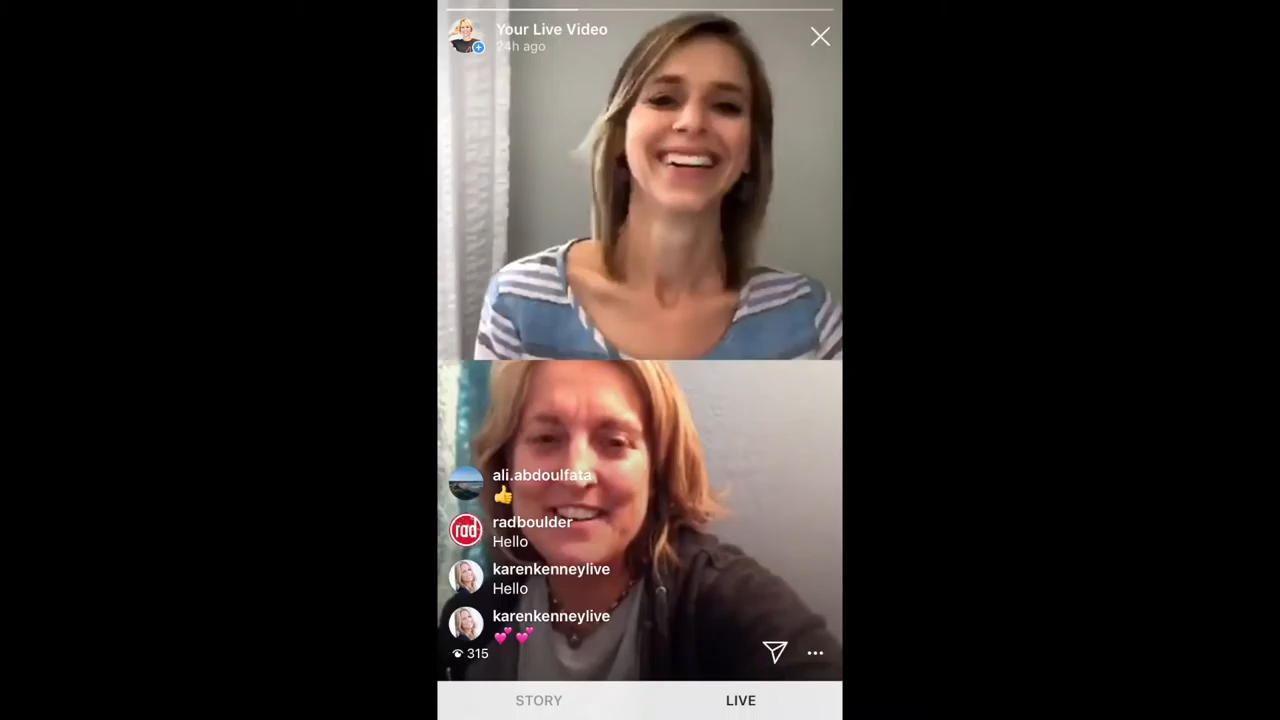 Your Live Video
24h ago
ali.abdoulfata
👍
radboulder
rad
Hello
karenkenneylive
Hello
karenkenneylive
💕 💕
315
STORY
LIVE